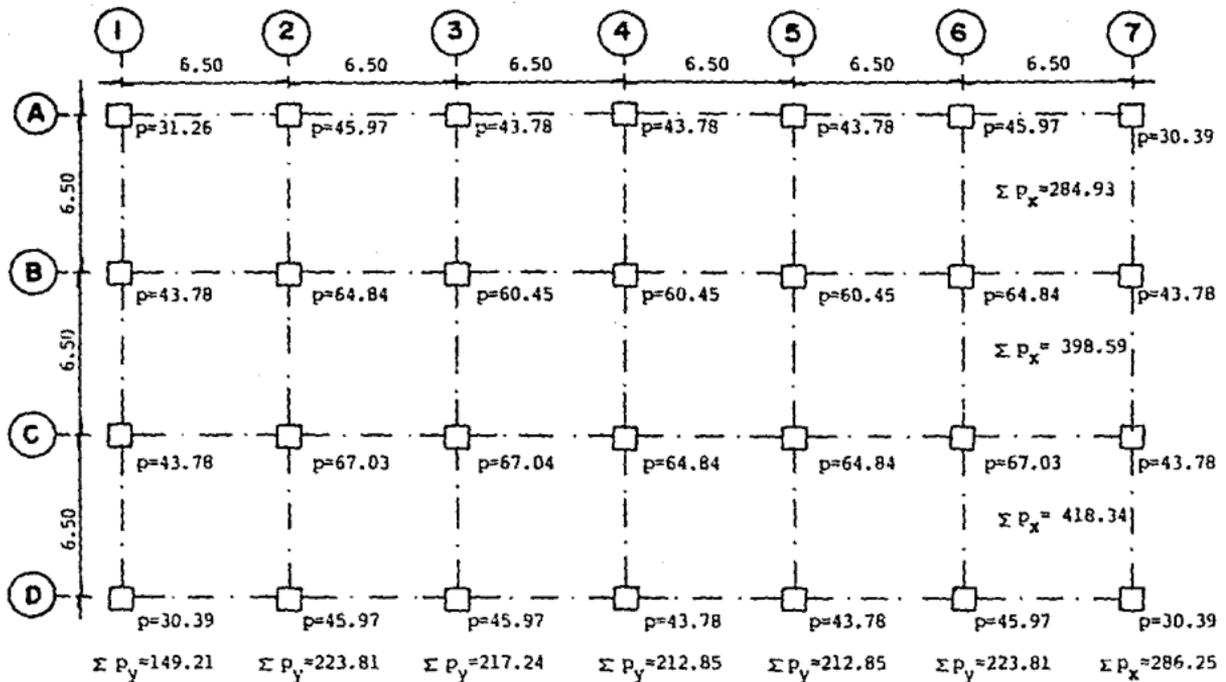 1 2 3 4 5 6 7
6.50 6.50 6.50 6.50 6.50 6.50
A
p=31.26 p=45.97 p=43.78 p=43.78 p=43.78 p=45.97 p=30.39
6.50
Σ px=284.93
B
p=43.78 p=64.84 p=60.45 p=60.45 p=60.45 p=64.84 p=43.78
6.50
Σ px= 398.59
C
p=43.78 p=67.03 p=67.04 p=64.84 p=64.84 p=67.03 p=43.78
6.50
Σ px= 418.34
D
p=30.39 p=45.97 p=45.97 p=43.78 p=43.78 p=45.97 p=30.39
Σ py=149.21 Σ py=223.81 Σ py=217.24 Σ py=212.85 Σ py=212.85 Σ py=223.81 Σ px=286.25